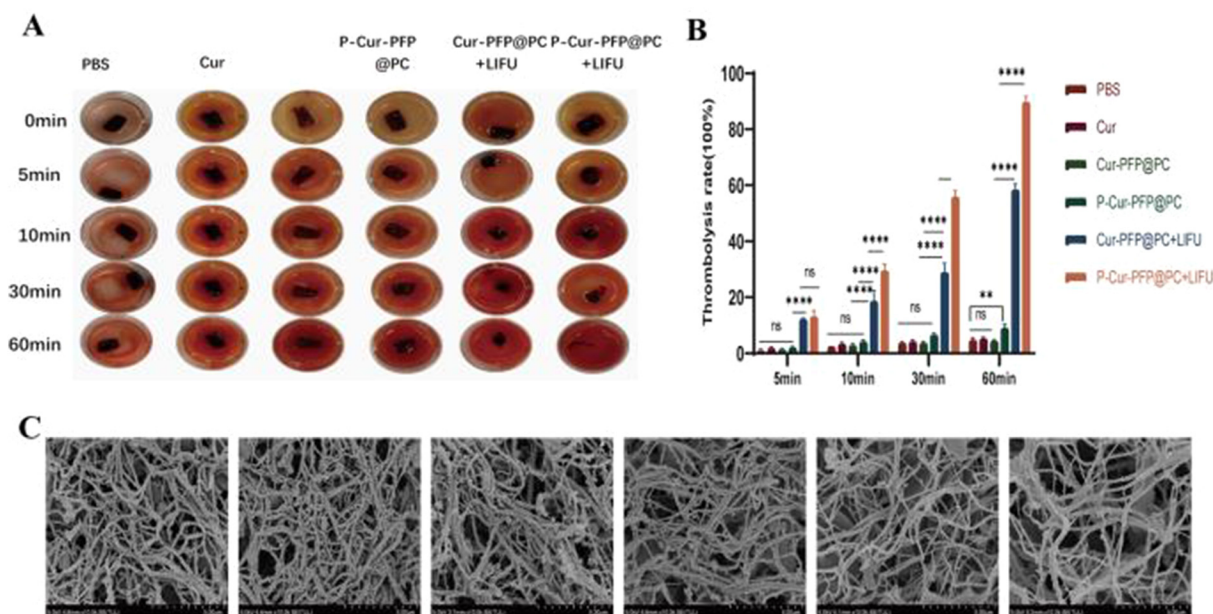 A
PBS
Cur
P-Cur-PFP
@PC
Cur-PFP@PC
+LIFU
P-Cur-PFP@PC
+LIFU
0min
5min
10min
30min
60min
B
Thrombolysis rate(100%)
100
80
60
40
20
0
ns
****
ns
ns
****
****
****
ns
****
****
ns
**
****
****
5min
10min
30min
60min
PBS
Cur
Cur-PFP@PC
P-Cur-PFP@PC
Cur-PFP@PC+LIFU
P-Cur-PFP@PC+LIFU
C